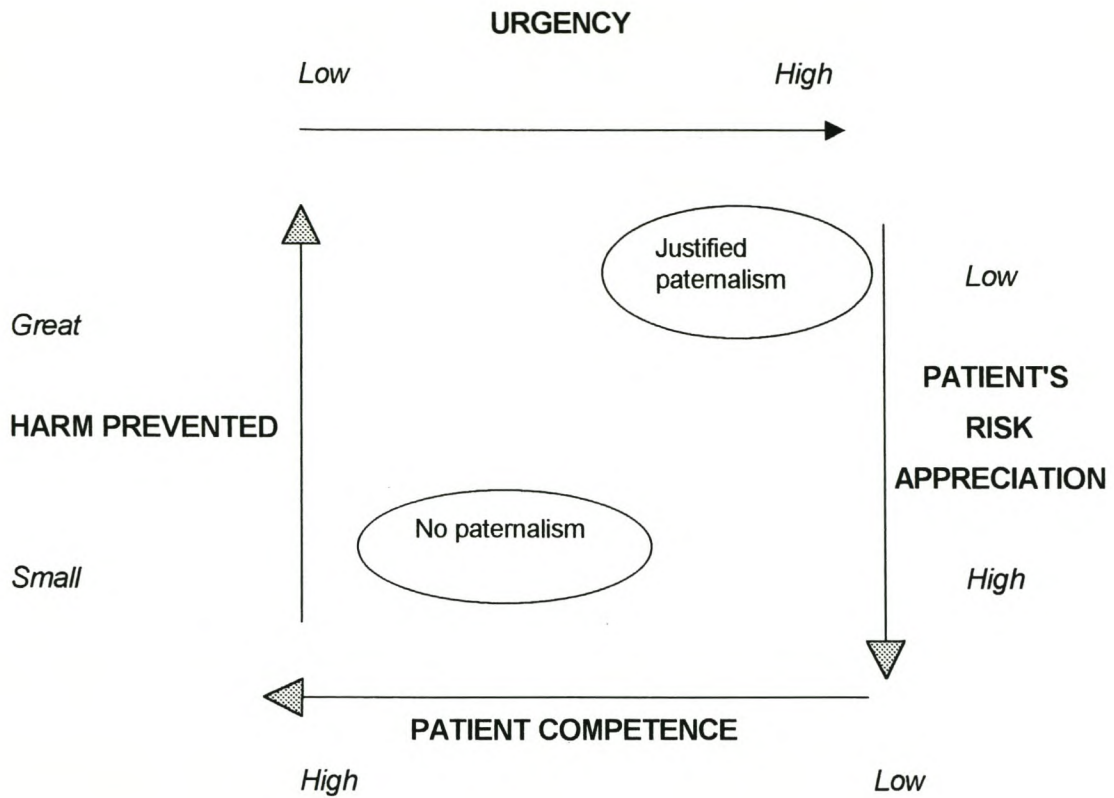 URGENCY
Low High
Justified
paternalism
Low
Great
PATIENT'S
HARM PREVENTED
RISK
APPRECIATION
No paternalism
Small
High
PATIENT COMPETENCE
High Low